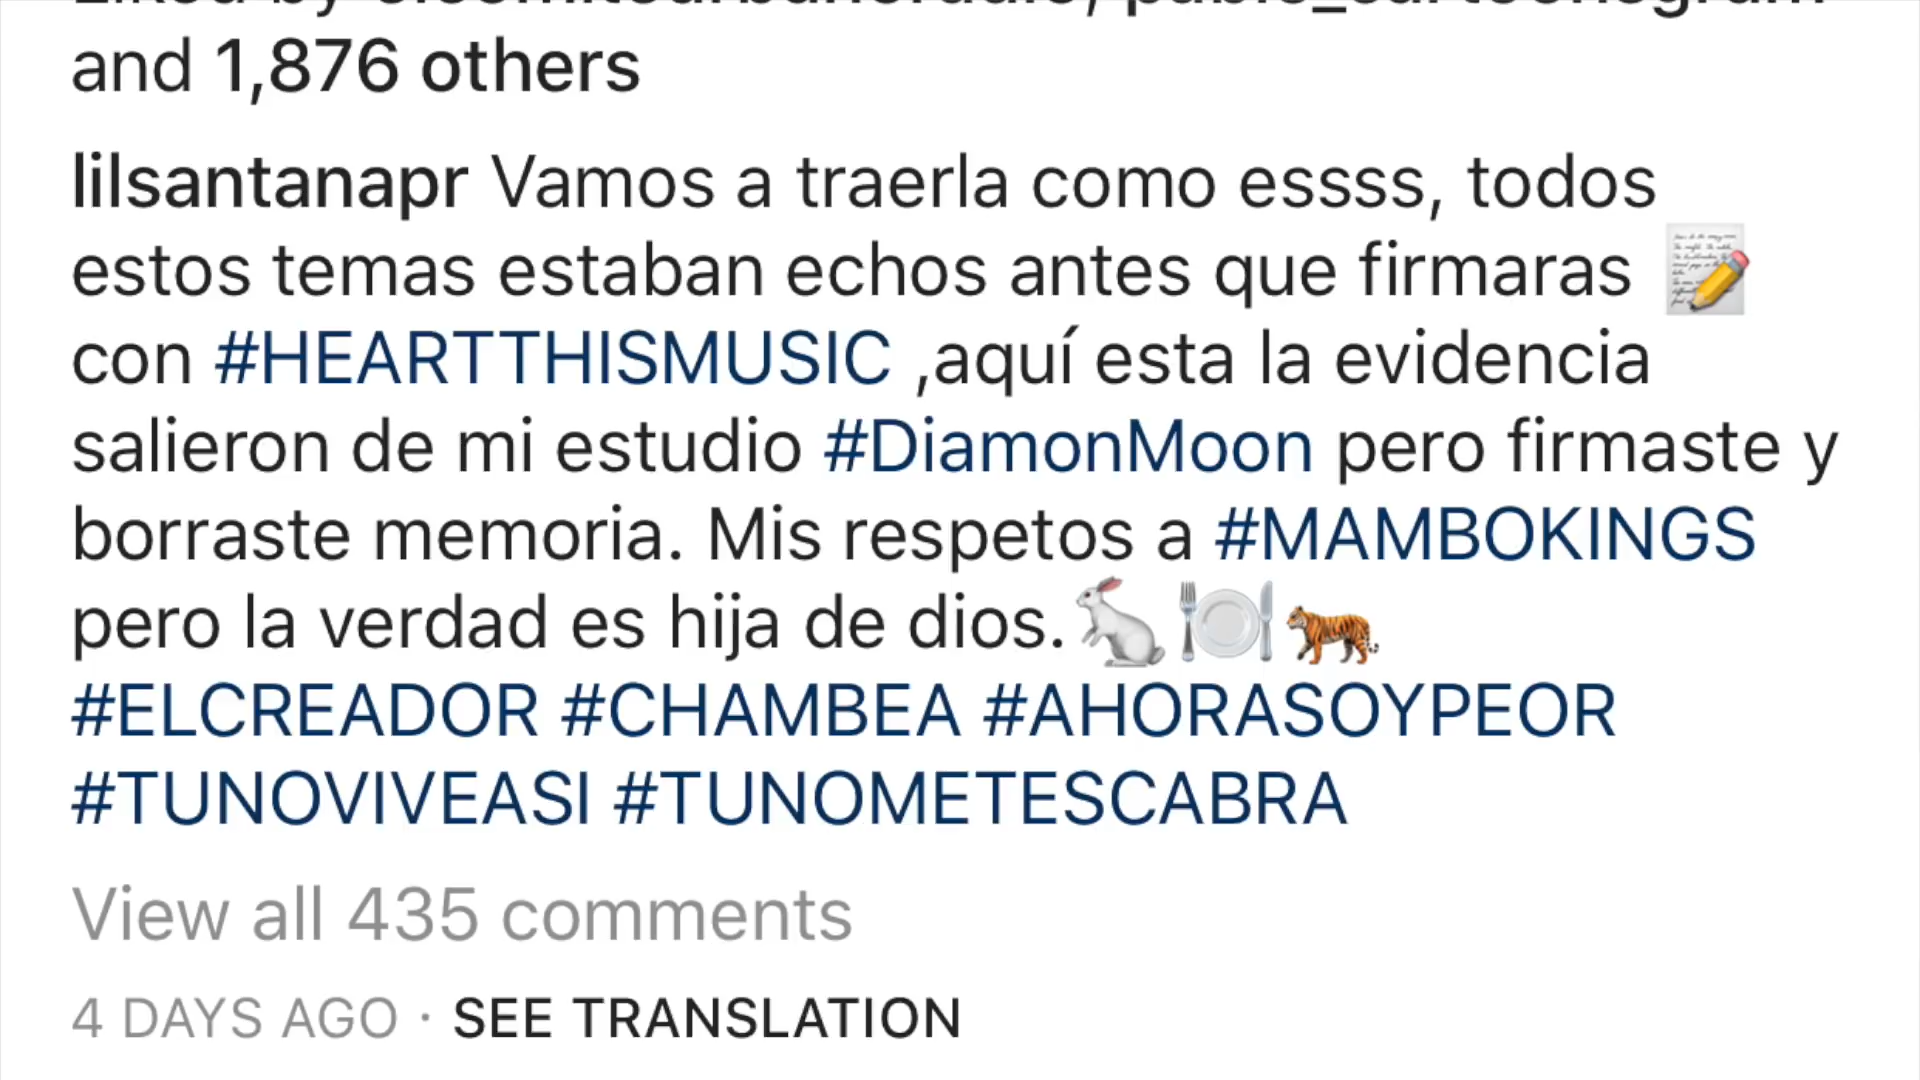 and 1,876 others
lilsantanapr Vamos a traerla como essss, todos
estos temas estaban echos antes que firmaras 📝
con #HEARTTHISMUSIC ,aquí esta la evidencia
salieron de mi estudio #DiamonMoon pero firmaste y
borraste memoria. Mis respetos a #MAMBOKINGS
pero la verdad es hija de dios.🐇🍽🐅
#ELCREADOR #CHAMBEA #AHORASOYPEOR
#TUNOVIVEASI #TUNOMETESCABRA
View all 435 comments
4 DAYS AGO · SEE TRANSLATION